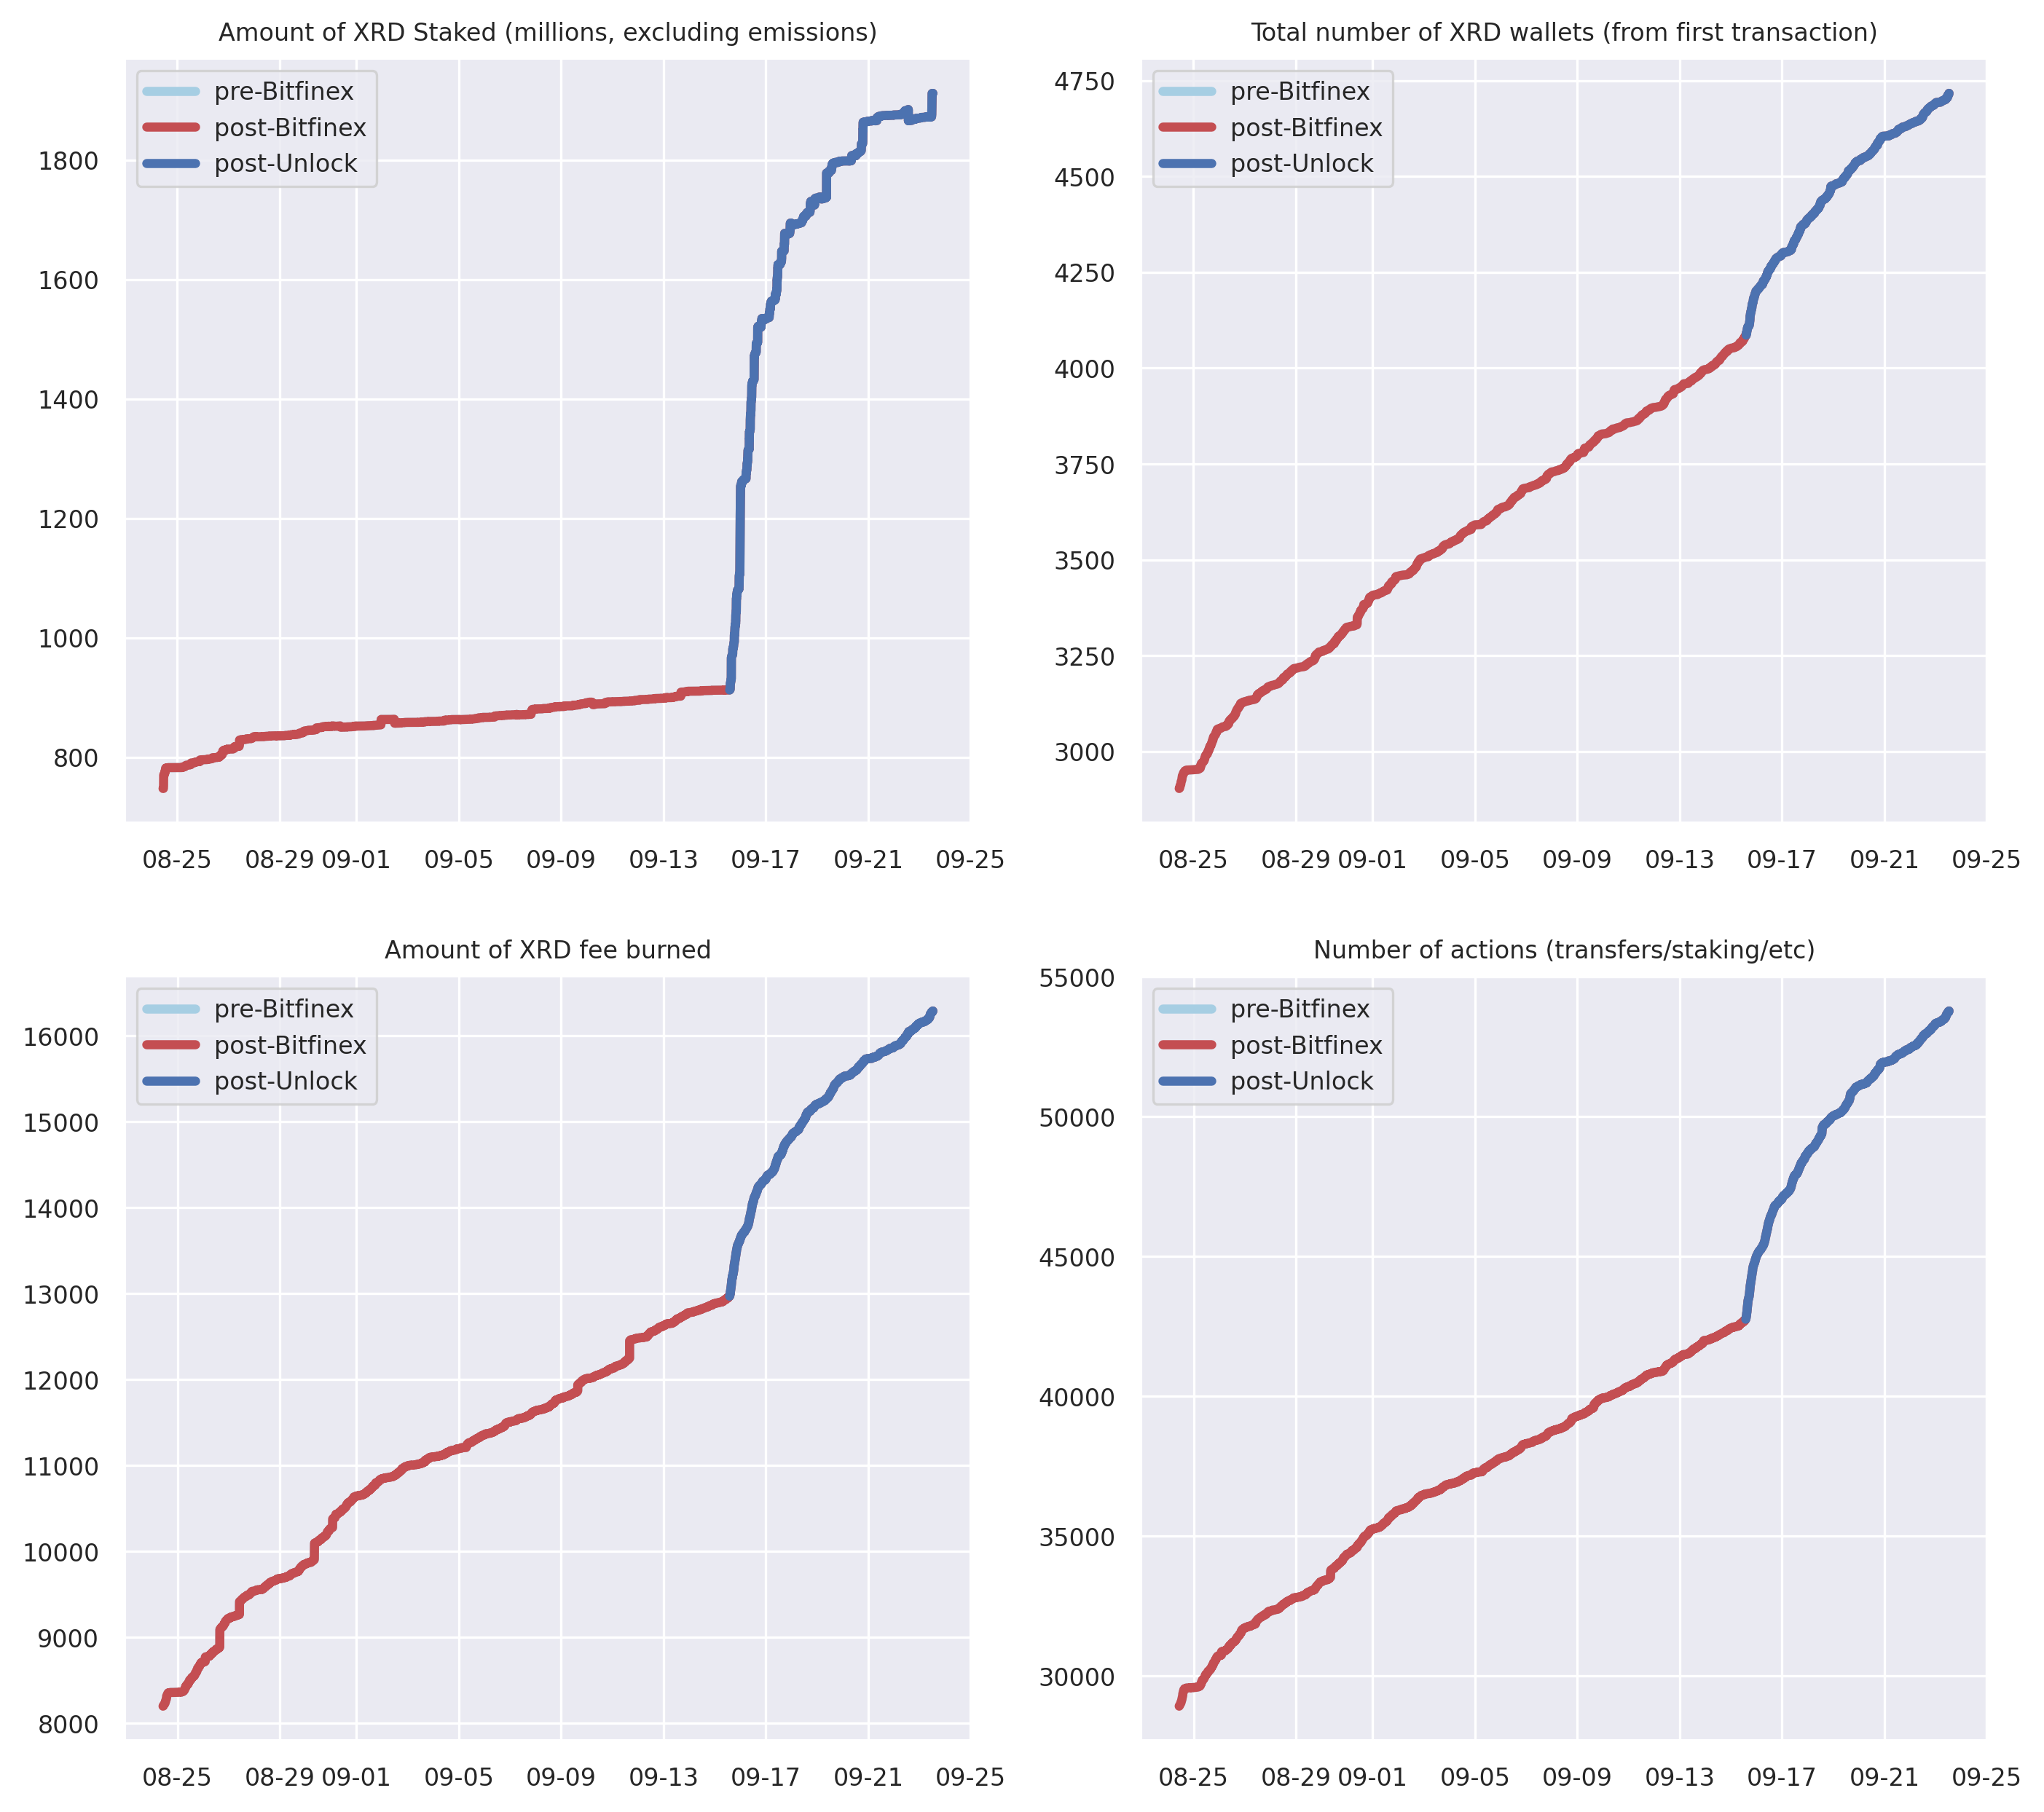 Amount of XRD Staked (millions, excluding emissions)
pre-Bitfinex
post-Bitfinex
post-Unlock
1800
1600
1400
1200
1000
800
08-25 08-29 09-01 09-05 09-09 09-13 09-17 09-21 09-25
Total number of XRD wallets (from first transaction)
pre-Bitfinex
post-Bitfinex
post-Unlock
4750
4500
4250
4000
3750
3500
3250
3000
08-25 08-29 09-01 09-05 09-09 09-13 09-17 09-21 09-25
Amount of XRD fee burned
pre-Bitfinex
post-Bitfinex
post-Unlock
16000
15000
14000
13000
12000
11000
10000
9000
8000
08-25 08-29 09-01 09-05 09-09 09-13 09-17 09-21 09-25
Number of actions (transfers/staking/etc)
pre-Bitfinex
post-Bitfinex
post-Unlock
55000
50000
45000
40000
35000
30000
08-25 08-29 09-01 09-05 09-09 09-13 09-17 09-21 09-25